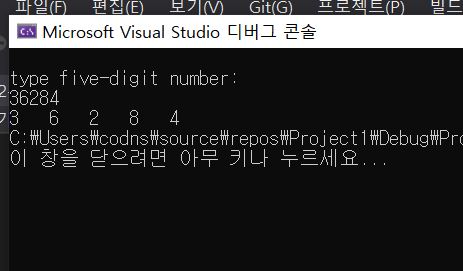 파일(F) 편집(E) 보기(V) Git(G) 프로젝트(P) 빌드
Microsoft Visual Studio 디버그 콘솔
type five-digit number:
36284
3 6 2 8 4
C:₩Users₩codns₩source₩repos₩Project1₩Debug₩Pro
이 창을 닫으려면 아무 키나 누르세요...